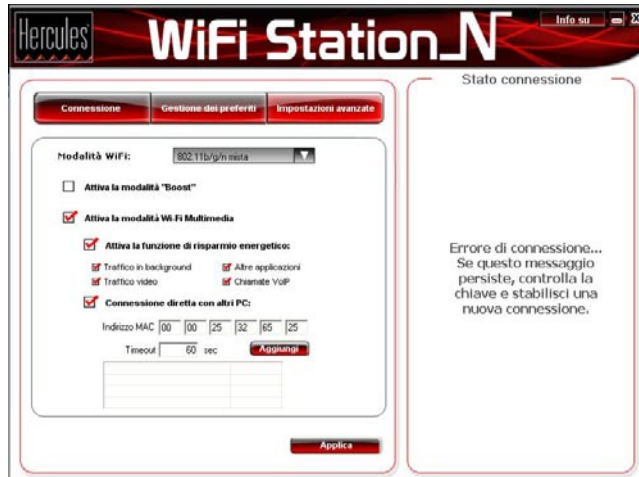 Hercules
WiFi Station_N
Info su
Connessione
Gestione dei preferiti
Impostazioni avanzate
Modalità WiFi:
802.11b/g/n mista
Attiva la modalità "Boost"
Attiva la modalità Wi-Fi Multimedia
Attiva la funzione di risparmio energetico:
Traffico in background
Altre applicazioni
Traffico video
Chiamate VoIP
Connessione diretta con altri PC:
Indirizzo MAC 00 00 25 32 65 25
Timeout 60 sec
Aggiungi
Applica
Stato connessione
Errore di connessione...
Se questo messaggio
persiste, controlla la
chiave e stabilisci una
nuova connessione.